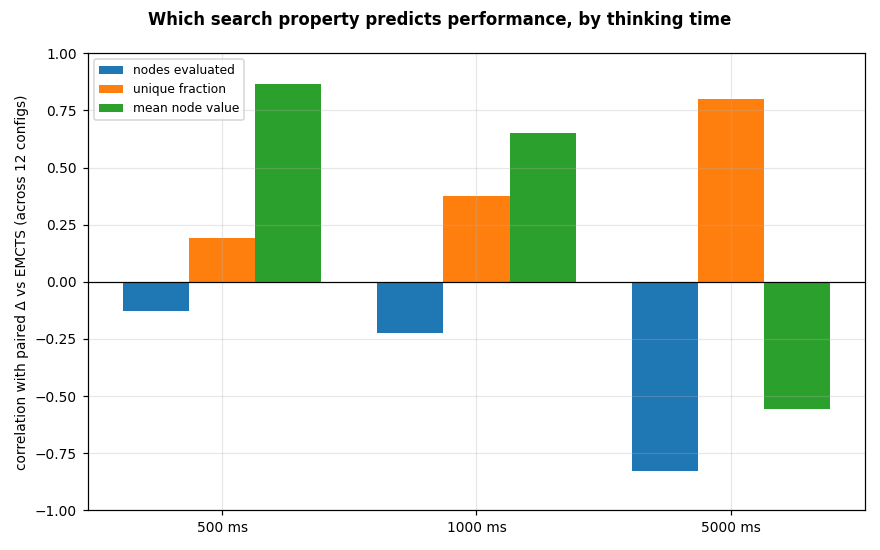 Which search property predicts performance, by thinking time
correlation with paired Δ vs EMCTS (across 12 configs)
1.00
0.75
0.50
0.25
0.00
−0.25
−0.50
−0.75
−1.00
nodes evaluated
unique fraction
mean node value
500 ms
1000 ms
5000 ms